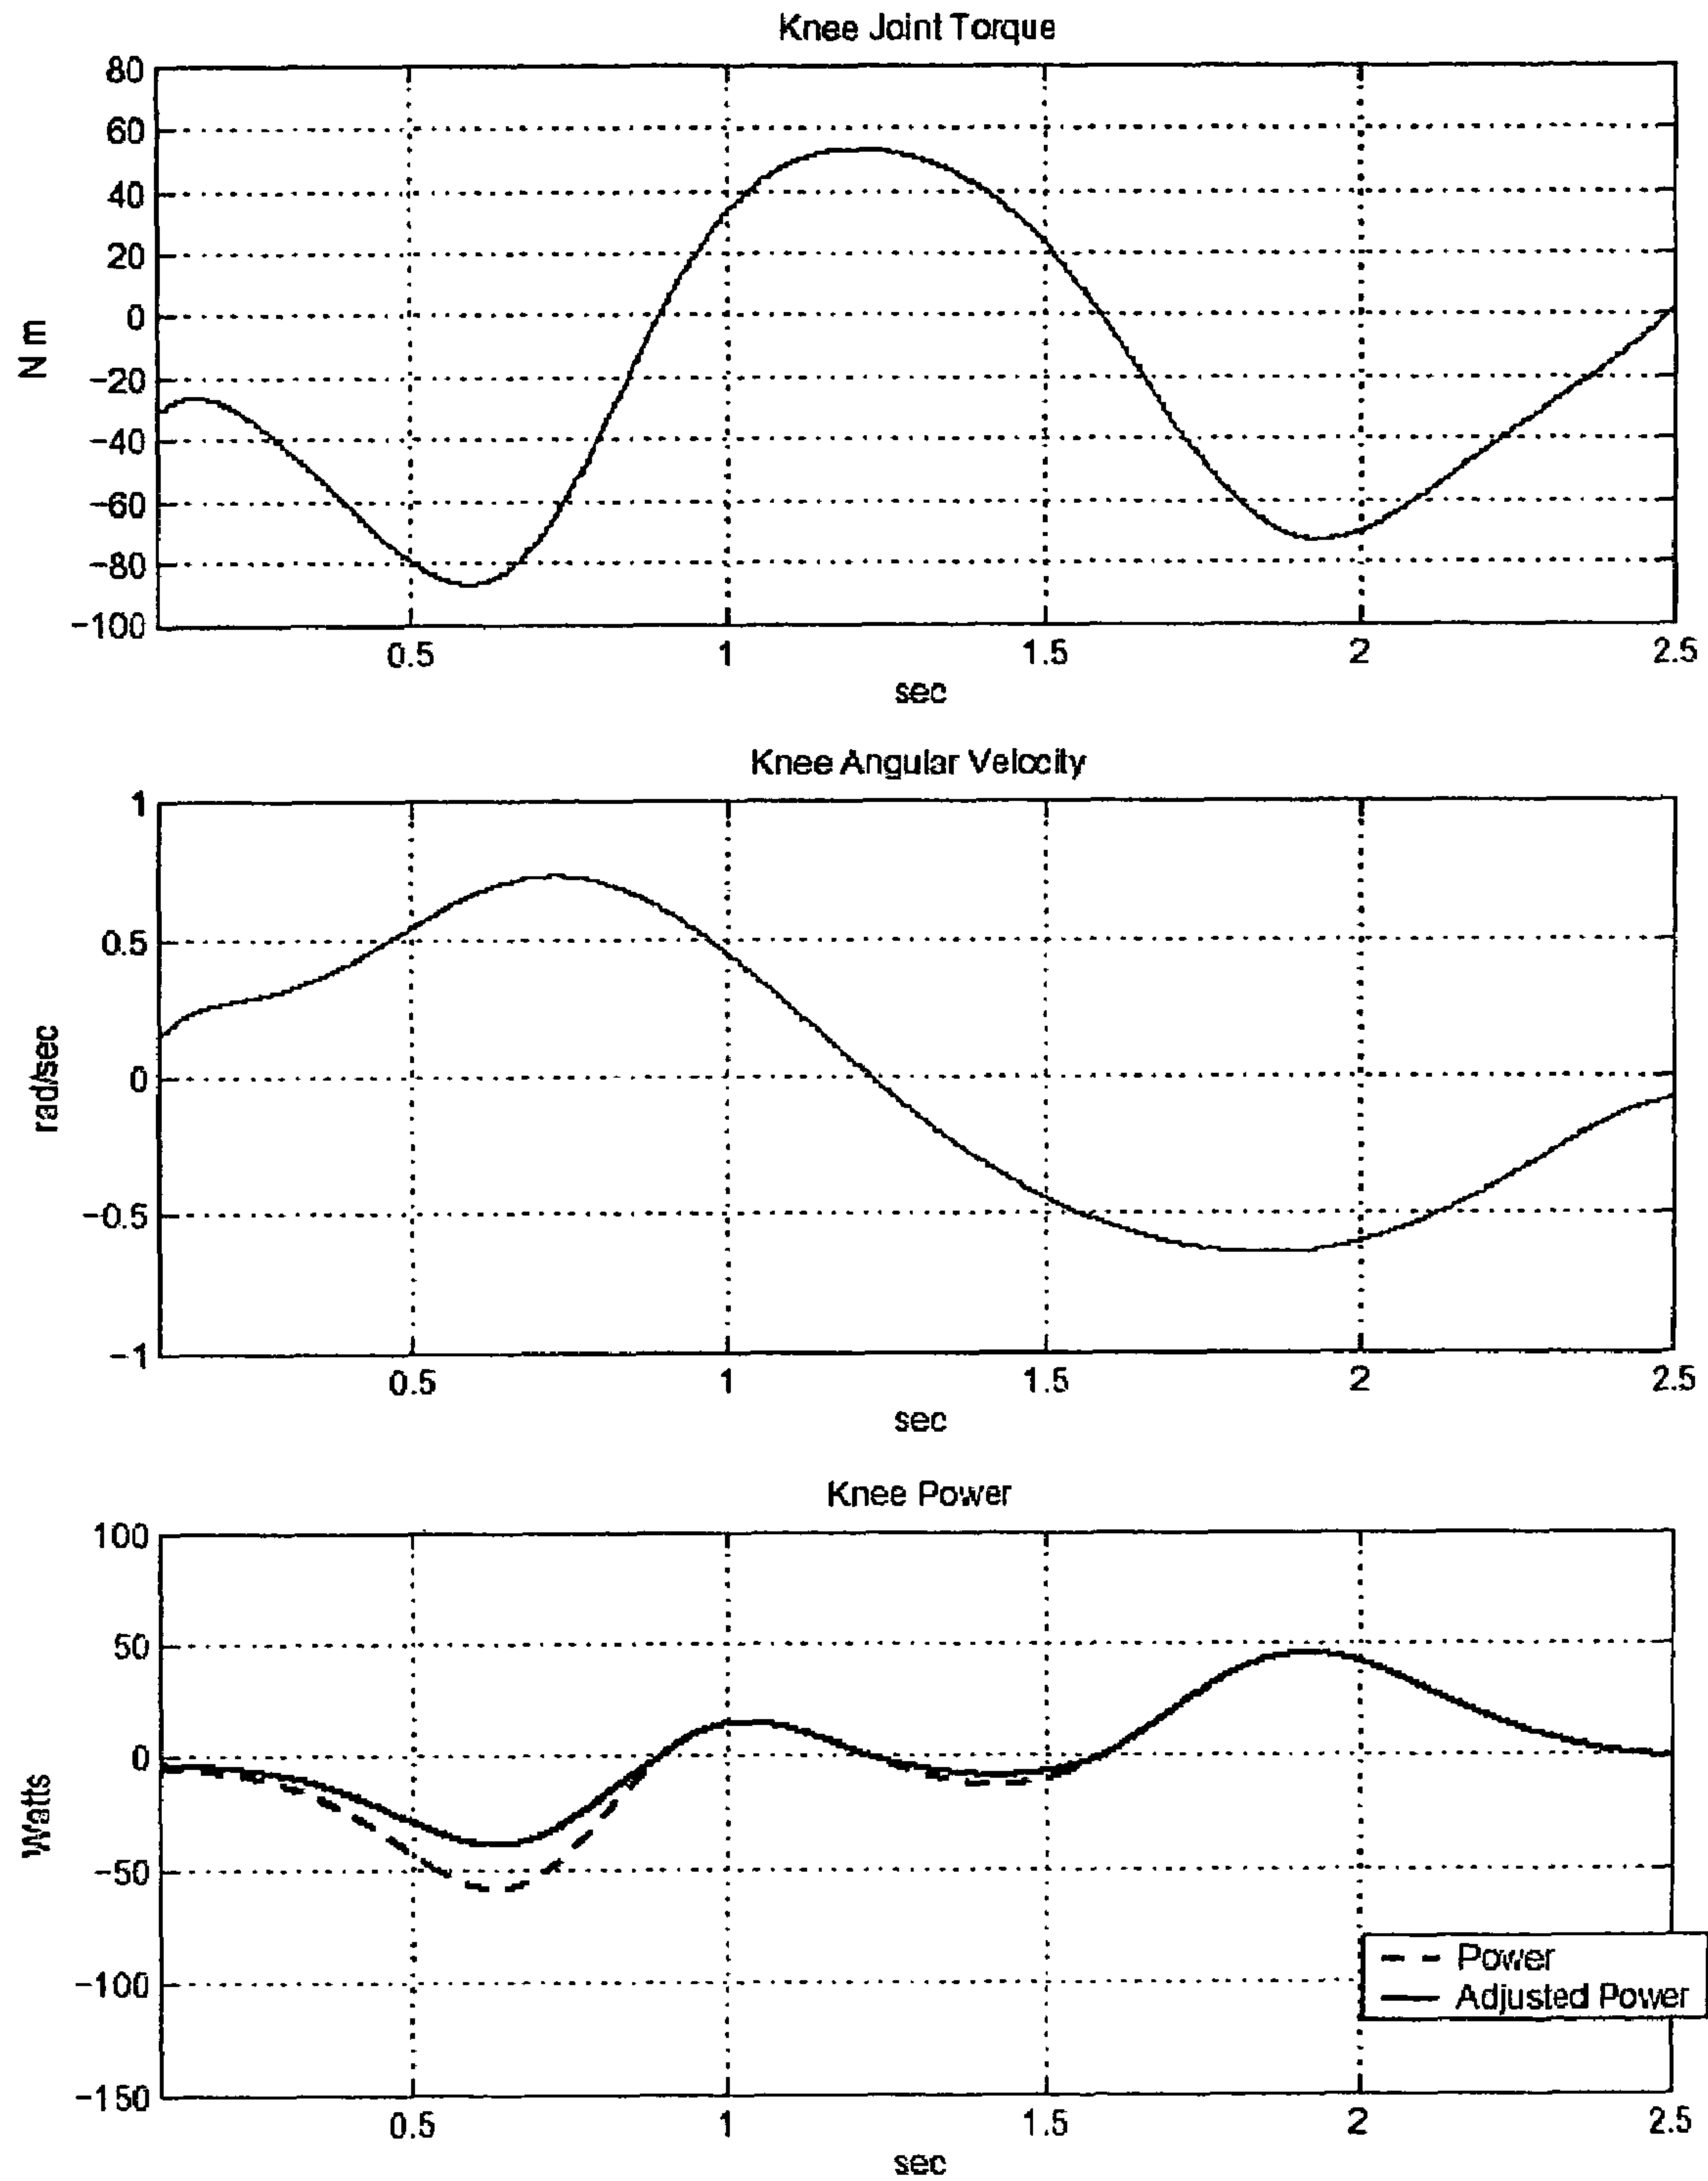 Knee Joint Torque
80
60
40
20
0
−20
−40
−60
−80
−100
N m
0.5 1 1.5 2 2.5
sec
Knee Angular Velocity
1
0.5
0
−0.5
−1
rad/sec
0.5 1 1.5 2 2.5
sec
Knee Power
100
50
0
−50
−100
−150
Watts
Power
Adjusted Power
0.5 1 1.5 2 2.5
sec